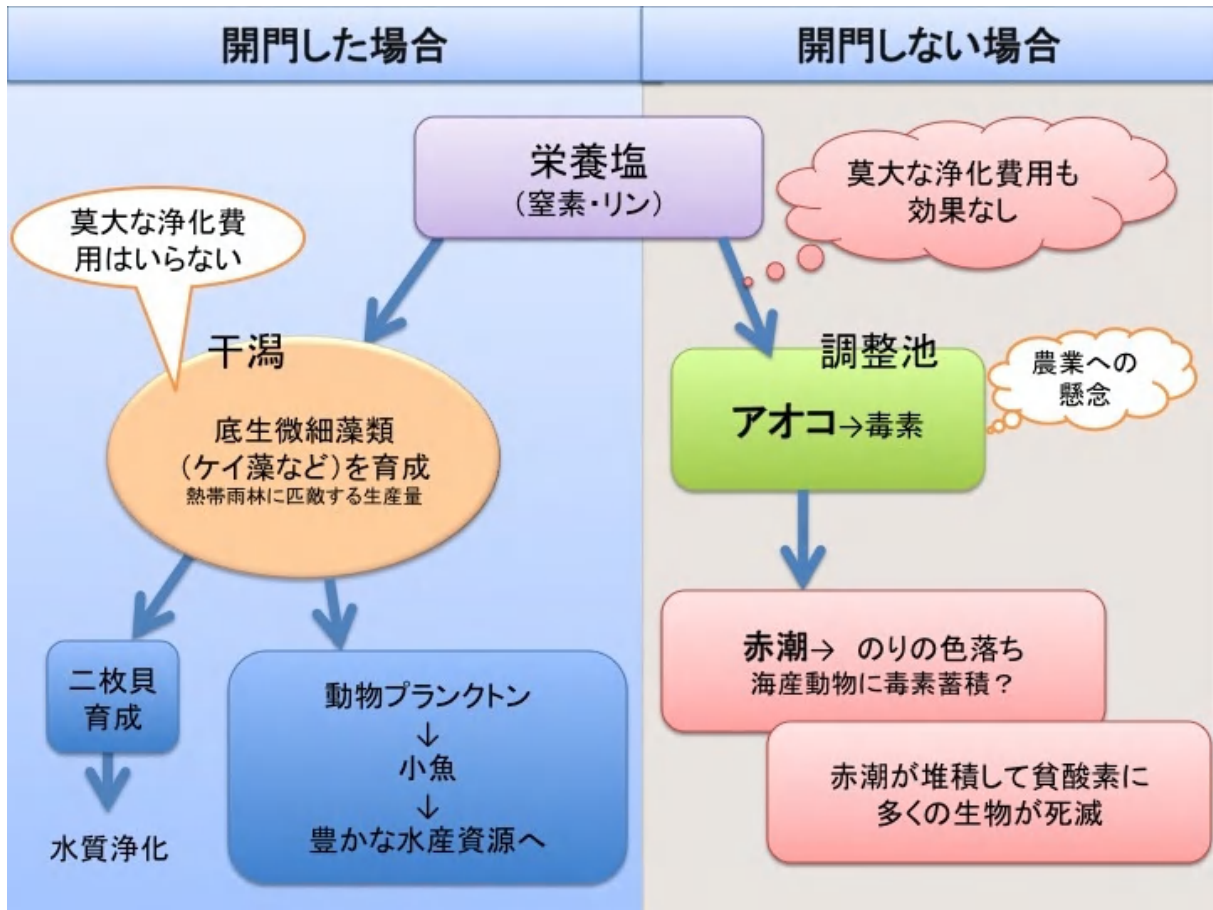 開門した場合
開門しない場合
栄養塩
（窒素・リン）
莫大な浄化費用も
効果なし
莫大な浄化費
用はいらない
干潟
底生微細藻類
（ケイ藻など）を育成
熱帯雨林に匹敵する生産量
二枚貝
育成
水質浄化
動物プランクトン
↓
小魚
↓
豊かな水産資源へ
調整池
アオコ→毒素
農業への
懸念
赤潮→ のりの色落ち
海産動物に毒素蓄積？
赤潮が堆積して貧酸素に
多くの生物が死滅